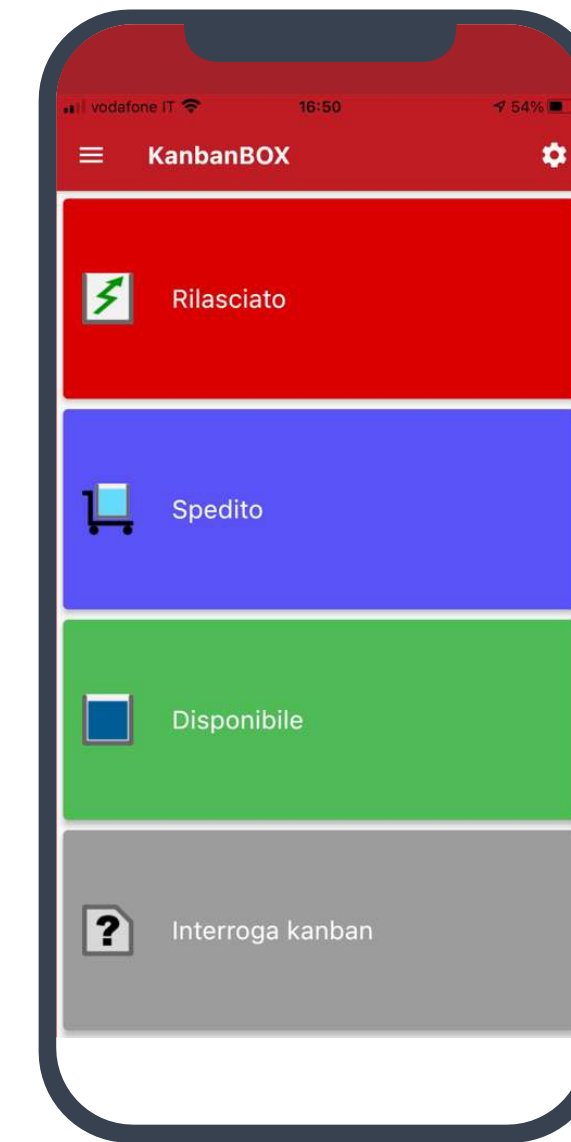 vodafone IT 16:50 54%
KanbanBOX
Rilasciato
Spedito
Disponibile
?
Interroga kanban